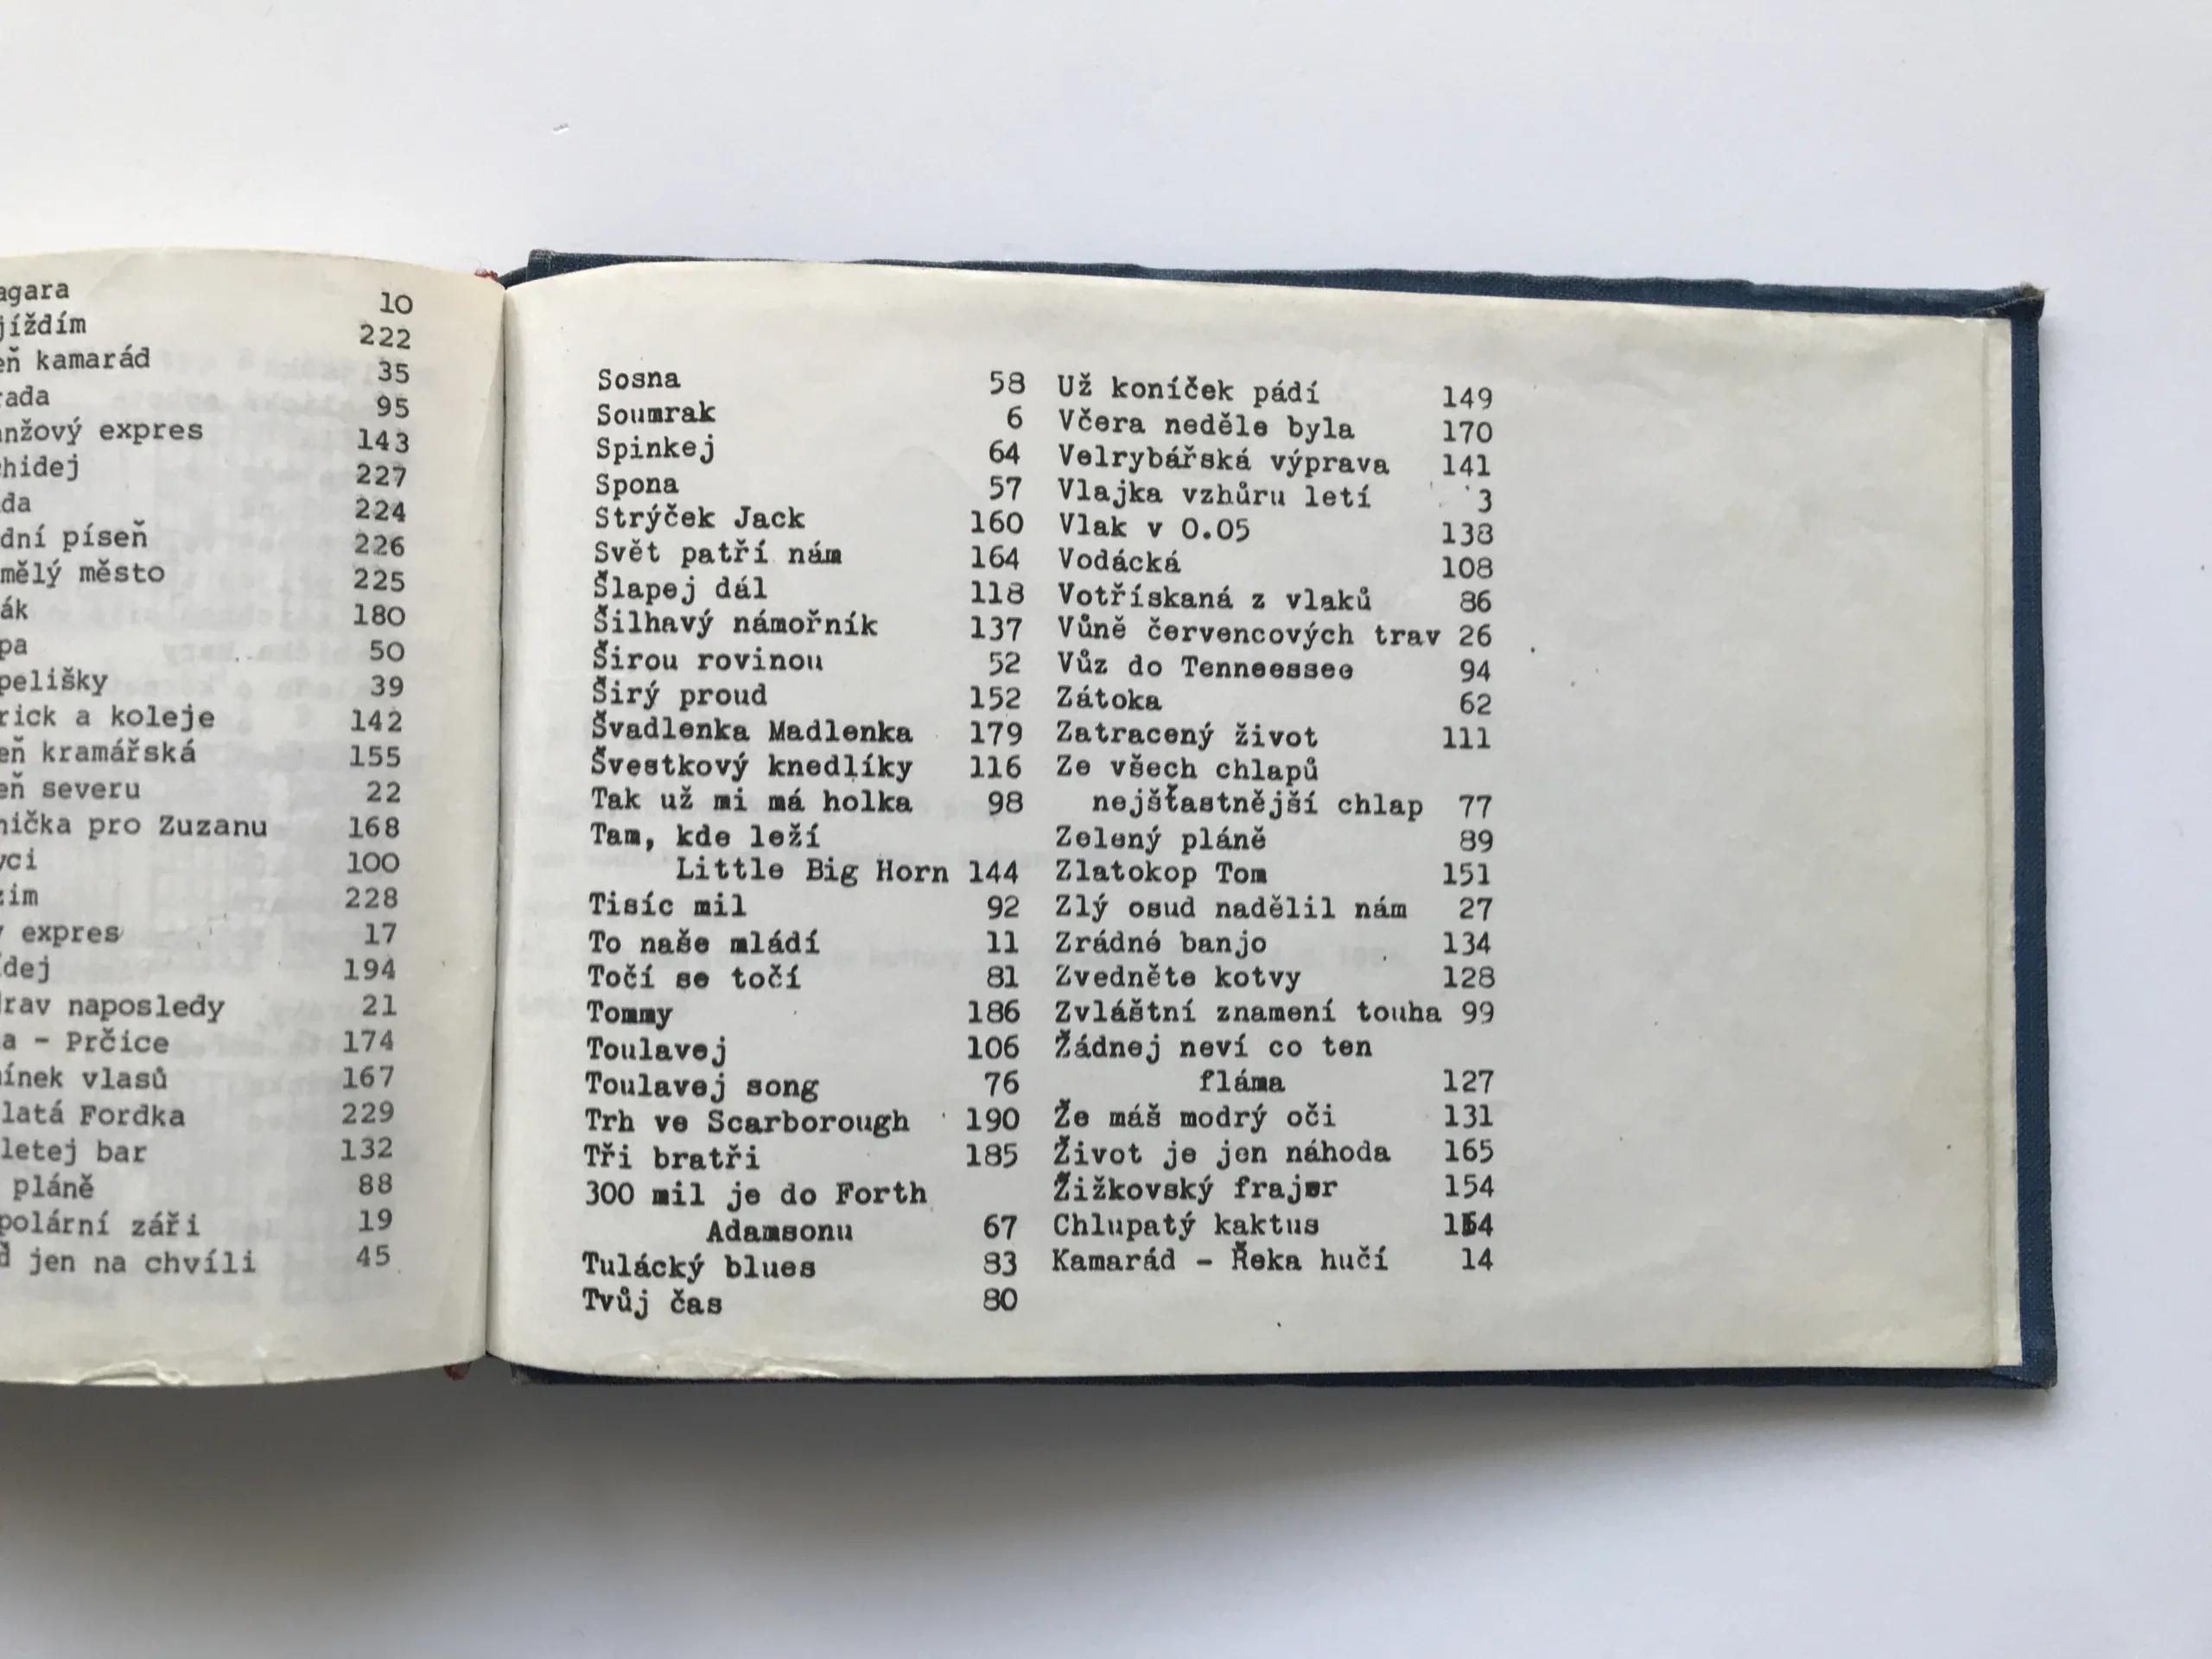 agara 10
jíždím 222
eň kamarád 35
rada 95
anžový expres 143
chidej 227
da 224
dní píseň 226
mělý město 225
ák 180
pa 50
pelišky 39
rick a koleje 142
eň kramářská 155
eň severu 22
nička pro Zuzanu 168
yci 100
zim 228
expres 17
dej 194
drav naposledy 21
a - Prčice 174
ínek vlasů 167
latá Fordka 229
letej bar 132
pláně 88
polární záři 19
jen na chvíli 45
Sosna 58
Soumrak 6
Spinkej 64
Spona 57
Strýček Jack 160
Svět patří nám 164
Šlapej dál 118
Šilhavý námořník 137
Širou rovinou 52
Širý proud 152
Švadlenka Madlenka 179
Švestkový knedlíky 116
Tak už mi má holka 98
Tam, kde leží
Little Big Horn 144
Tisíc mil 92
To naše mládí 11
Točí se točí 81
Tommy 186
Toulavej 106
Toulavej song 76
Trh ve Scarborough 190
Tři bratři 185
300 mil je do Forth
Adamsonu 67
Tulácký blues 83
Tvůj čas 80
Už koníček pádí 149
Včera neděle byla 170
Velrybářská výprava 141
Vlajka vzhůru letí 3
Vlak v 0.05 138
Vodácká 108
Votřískaná z vlaků 86
Vůně červencových trav 26
Vůz do Tenneessee 94
Zátoka 62
Zatracený život 111
Ze všech chlapů
nejšťastnější chlap 77
Zelený pláně 89
Zlatokop Tom 151
Zlý osud nadělil nám 27
Zrádné banjo 134
Zvedněte kotvy 128
Zvláštní znamení touha 99
Žádnej neví co ten
fláma 127
Že máš modrý oči 131
Život je jen náhoda 165
Žižkovský frajer 154
Chlupatý kaktus
Kamarád - Řeka hučí 14